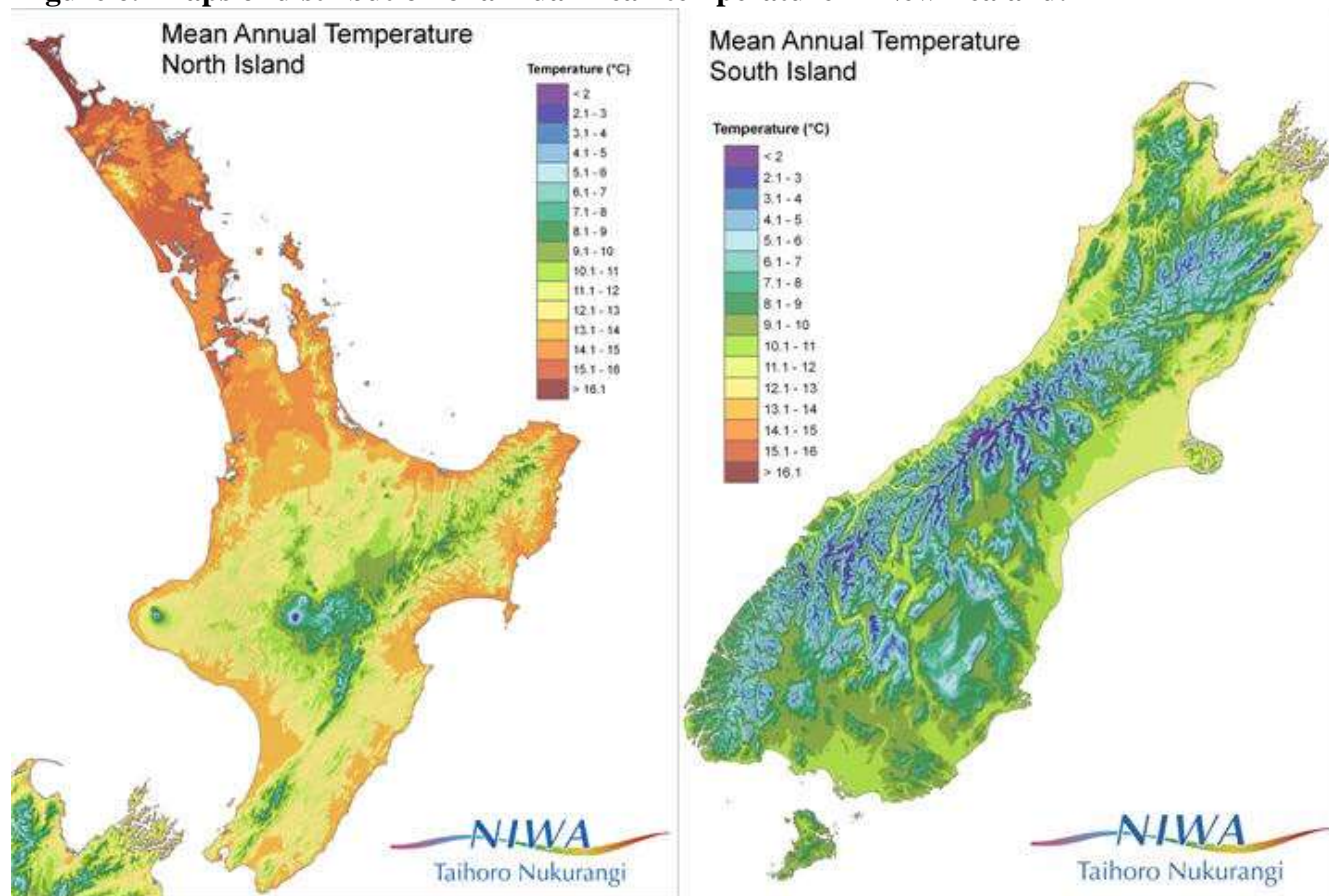 Mean Annual Temperature
North Island
Temperature (°C)
< 2
2.1 - 3
3.1 - 4
4.1 - 5
5.1 - 6
6.1 - 7
7.1 - 8
8.1 - 9
9.1 - 10
10.1 - 11
11.1 - 12
12.1 - 13
13.1 - 14
14.1 - 15
15.1 - 16
> 16.1
NIWA
Taihoro Nukurangi
Mean Annual Temperature
South Island
Temperature (°C)
< 2
2.1 - 3
3.1 - 4
4.1 - 5
5.1 - 6
6.1 - 7
7.1 - 8
8.1 - 9
9.1 - 10
10.1 - 11
11.1 - 12
12.1 - 13
13.1 - 14
14.1 - 15
15.1 - 16
> 16.1
NIWA
Taihoro Nukurangi